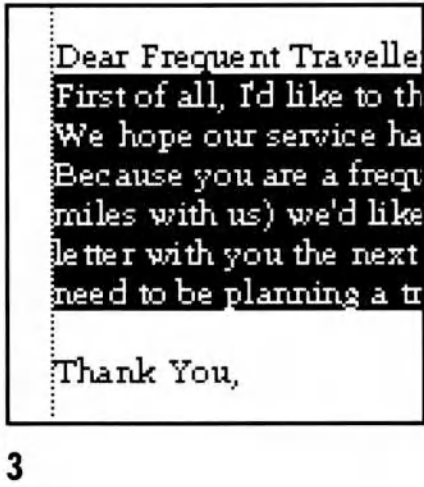 Dear Frequent Travelle
First of all, I'd like to th
We hope our service ha
Because you are a frequ
miles with us) we'd like
letter with you the next
need to be planning a tr
Thank You,
3